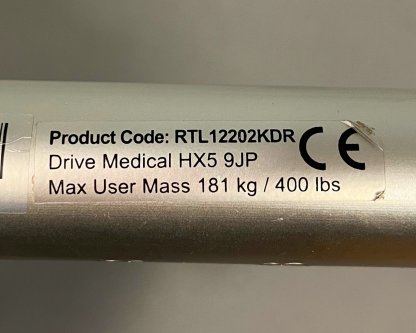 Product Code: RTL12202KDR CE
Drive Medical HX5 9JP
Max User Mass 181 kg / 400 lbs